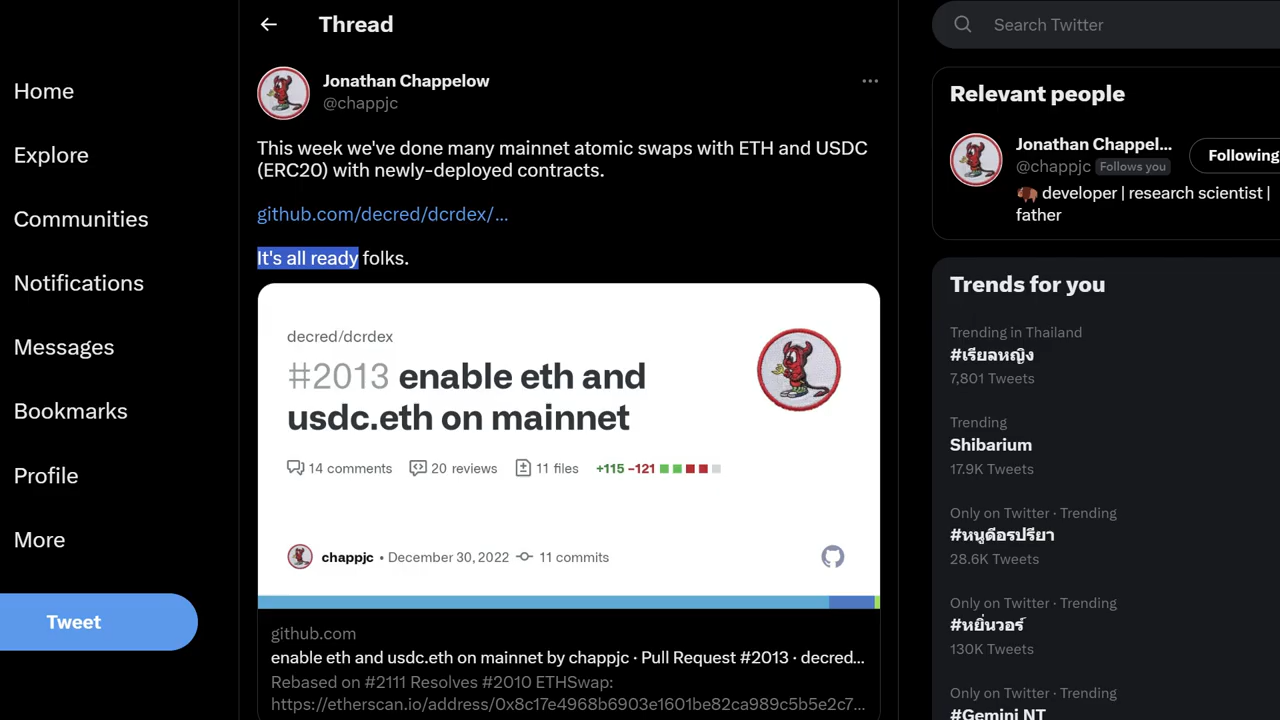 Home
Explore
Communities
Notifications
Messages
Bookmarks
Profile
More
Tweet
Thread
Jonathan Chappelow
@chappjc
This week we've done many mainnet atomic swaps with ETH and USDC
(ERC20) with newly-deployed contracts.
github.com/decred/dcrdex/...
It's all ready folks.
decred/dcrdex
#2013 enable eth and
usdc.eth on mainnet
14 comments 20 reviews 11 files +115 −121
chappjc • December 30, 2022 11 commits
github.com
enable eth and usdc.eth on mainnet by chappjc · Pull Request #2013 · decred...
Rebased on #2111 Resolves #2010 ETHSwap:
https://etherscan.io/address/0x8c17e4968b6903e1601be82ca989c5b5e2c7...
Search Twitter
Relevant people
Jonathan Chappel...
@chappjc Follows you
Following
developer | research scientist |
father
Trends for you
Trending in Thailand
#เรียลหญิง
7,801 Tweets
Trending
Shibarium
17.9K Tweets
Only on Twitter · Trending
#หนูดีอรปรียา
28.6K Tweets
Only on Twitter · Trending
#หยิ่นวอร์
130K Tweets
Only on Twitter · Trending
#Gemini NT